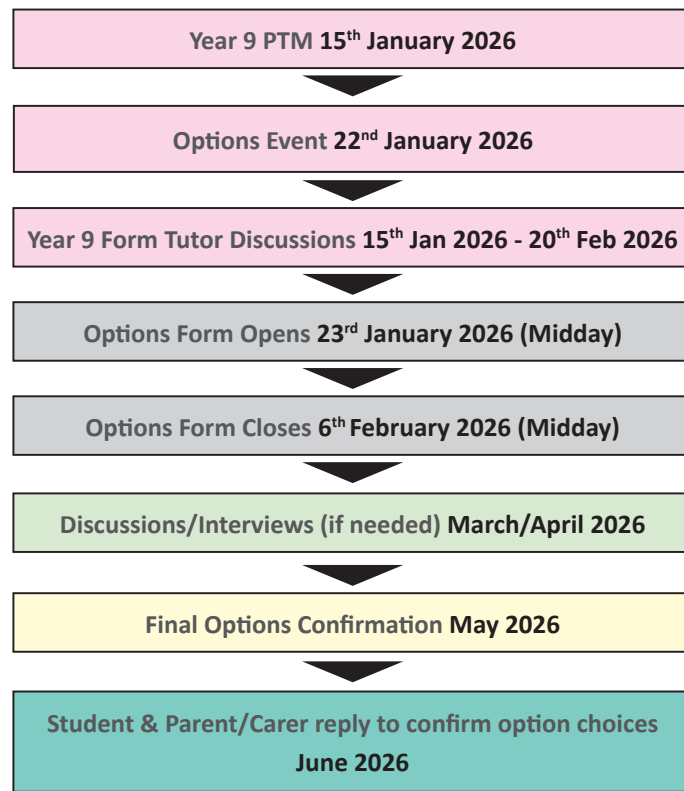 Year 9 PTM 15th January 2026
Options Event 22nd January 2026
Year 9 Form Tutor Discussions 15th Jan 2026 - 20th Feb 2026
Options Form Opens 23rd January 2026 (Midday)
Options Form Closes 6th February 2026 (Midday)
Discussions/Interviews (if needed) March/April 2026
Final Options Confirmation May 2026
Student & Parent/Carer reply to confirm option choices
June 2026